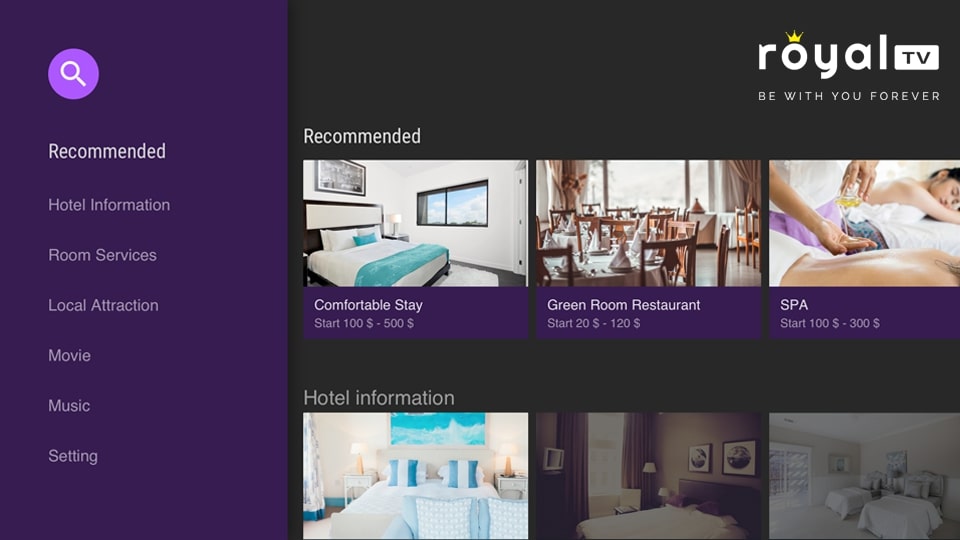 royal TV
BE WITH YOU FOREVER
Recommended
Hotel Information
Room Services
Local Attraction
Movie
Music
Setting
Recommended
Comfortable Stay
Start 100 $ - 500 $
Green Room Restaurant
Start 20 $ - 120 $
SPA
Start 100 $ - 300 $
Hotel information